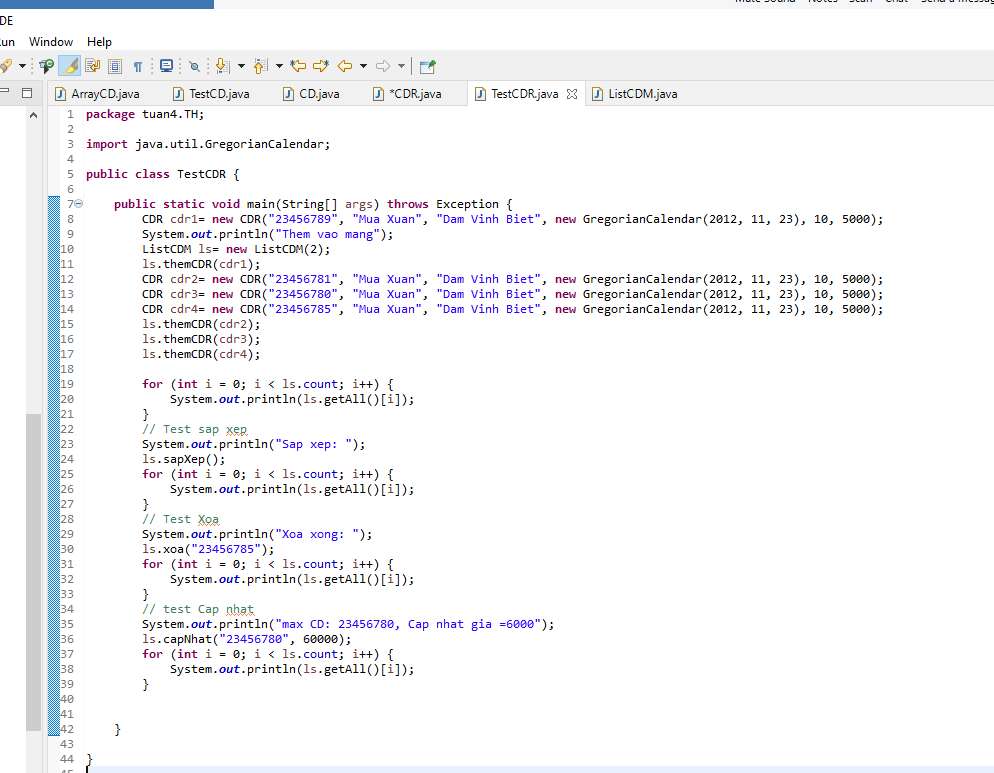 DE
Run Window Help
ArrayCD.java TestCD.java CD.java *CDR.java TestCDR.java ListCDM.java
1 package tuan4.TH;
2
3 import java.util.GregorianCalendar;
4
5 public class TestCDR {
6
7 public static void main(String[] args) throws Exception {
8 CDR cdr1= new CDR("23456789", "Mua Xuan", "Dam Vinh Biet", new GregorianCalendar(2012, 11, 23), 10, 5000);
9 System.out.println("Them vao mang");
10 ListCDM ls= new ListCDM(2);
11 ls.themCDR(cdr1);
12 CDR cdr2= new CDR("23456781", "Mua Xuan", "Dam Vinh Biet", new GregorianCalendar(2012, 11, 23), 10, 5000);
13 CDR cdr3= new CDR("23456780", "Mua Xuan", "Dam Vinh Biet", new GregorianCalendar(2012, 11, 23), 10, 5000);
14 CDR cdr4= new CDR("23456785", "Mua Xuan", "Dam Vinh Biet", new GregorianCalendar(2012, 11, 23), 10, 5000);
15 ls.themCDR(cdr2);
16 ls.themCDR(cdr3);
17 ls.themCDR(cdr4);
18
19 for (int i = 0; i < ls.count; i++) {
20 System.out.println(ls.getAll()[i]);
21 }
22 // Test sap xep
23 System.out.println("Sap xep: ");
24 ls.sapXep();
25 for (int i = 0; i < ls.count; i++) {
26 System.out.println(ls.getAll()[i]);
27 }
28 // Test Xoa
29 System.out.println("Xoa xong: ");
30 ls.xoa("23456785");
31 for (int i = 0; i < ls.count; i++) {
32 System.out.println(ls.getAll()[i]);
33 }
34 // test Cap nhat
35 System.out.println("max CD: 23456780, Cap nhat gia =6000");
36 ls.capNhat("23456780", 60000);
37 for (int i = 0; i < ls.count; i++) {
38 System.out.println(ls.getAll()[i]);
39 }
40
41
42 }
43
44 }